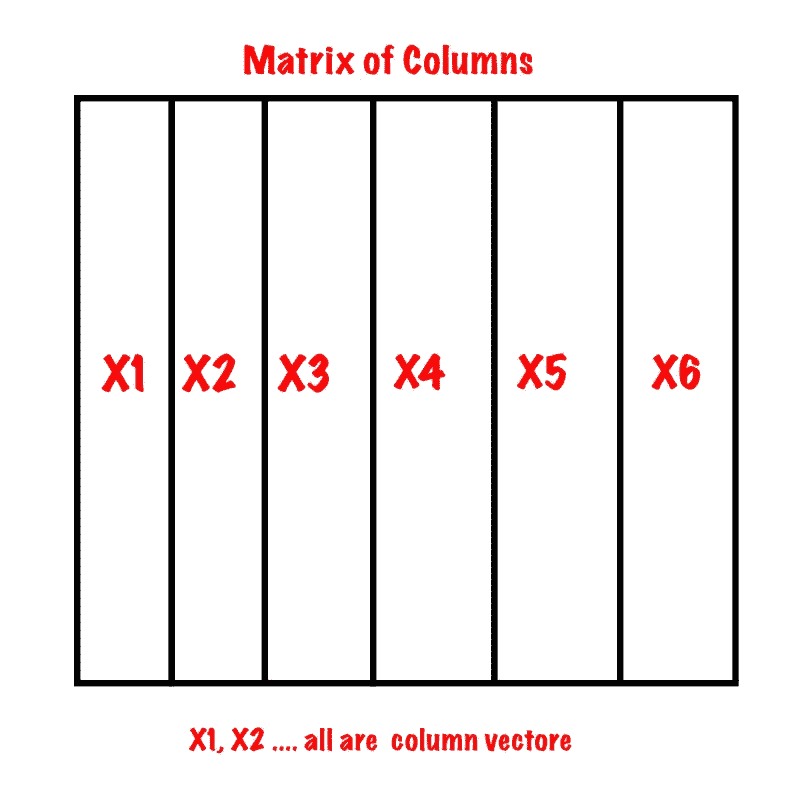 Matrix of Columns
X1 X2 X3 X4 X5 X6
X1, X2 .... all are column vectore